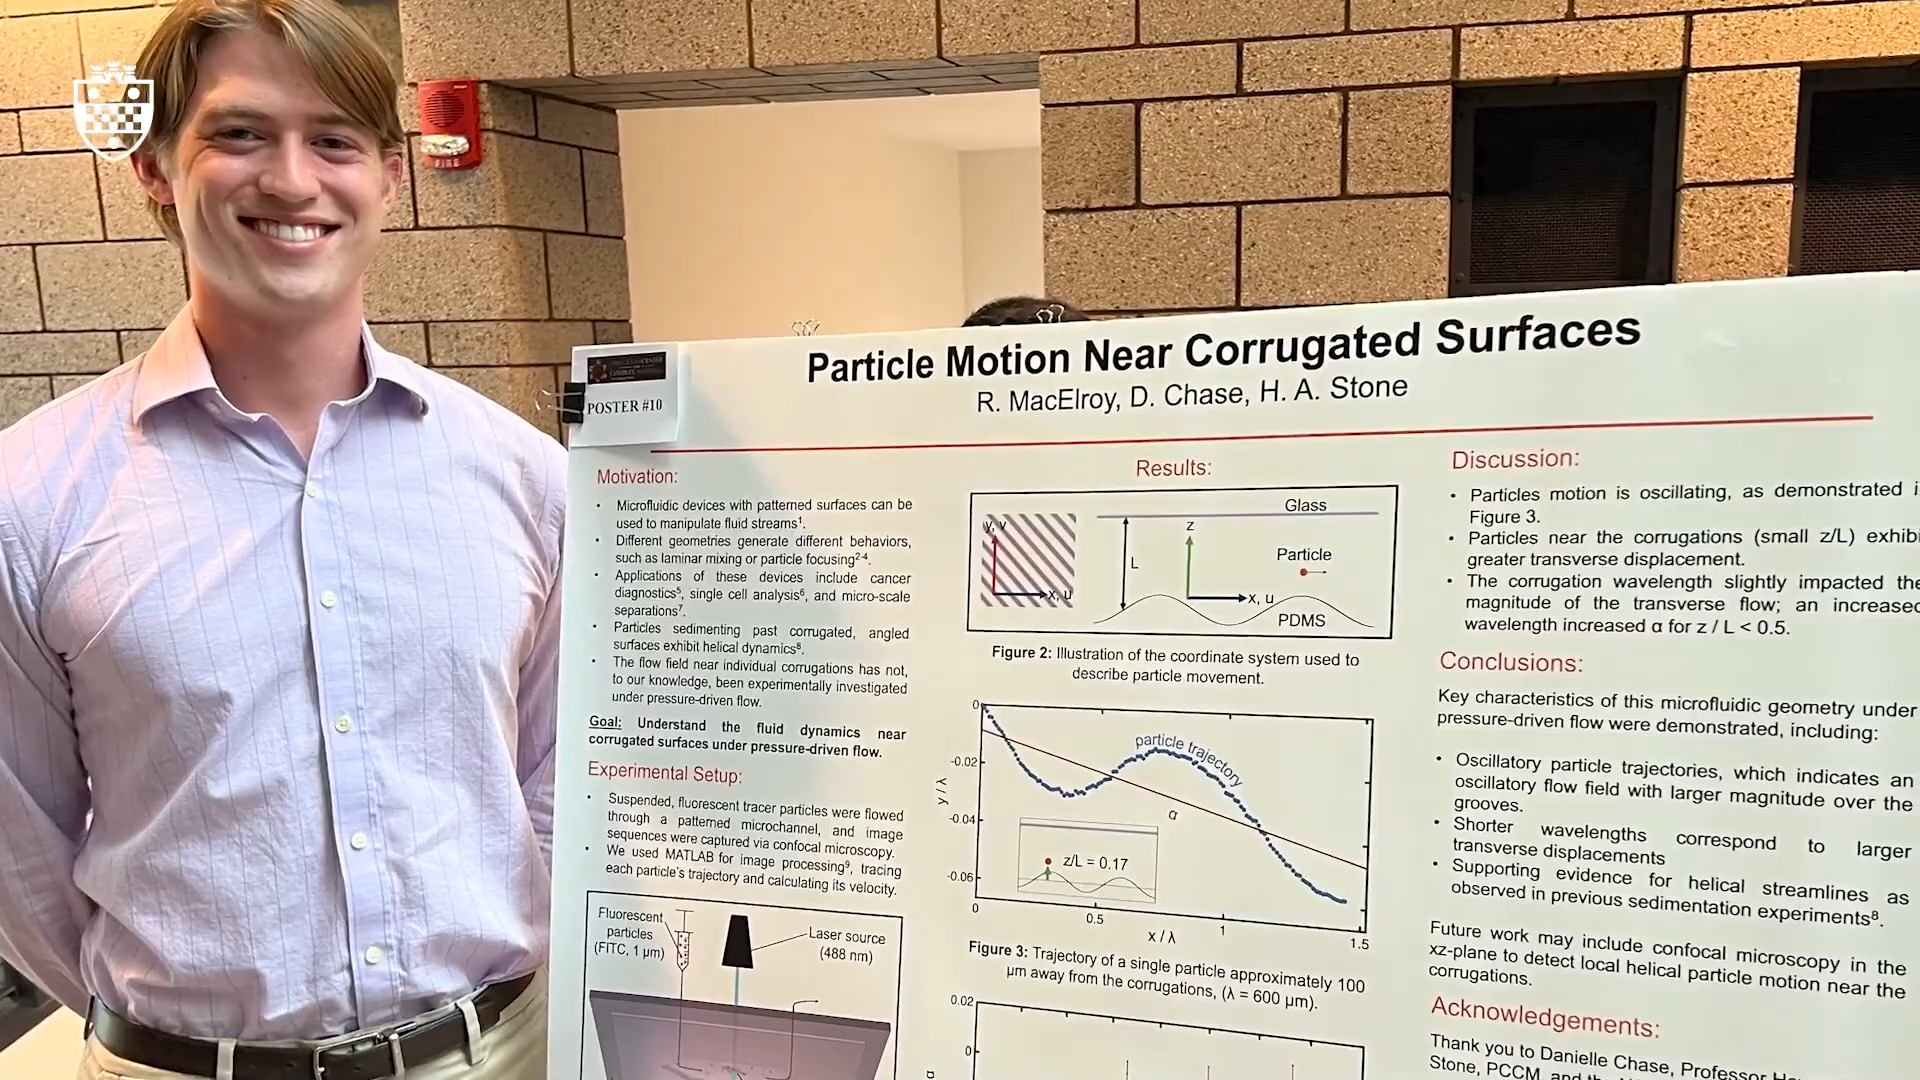 FIRE
POSTER #10
Particle Motion Near Corrugated Surfaces
R. MacElroy, D. Chase, H. A. Stone
Motivation:
• Microfluidic devices with patterned surfaces can be
used to manipulate fluid streams¹.
• Different geometries generate different behaviors,
such as laminar mixing or particle focusing²⁻⁴.
• Applications of these devices include cancer
diagnostics⁵, single cell analysis⁶, and micro-scale
separations⁷.
• Particles sedimenting past corrugated, angled
surfaces exhibit helical dynamics⁸.
• The flow field near individual corrugations has not,
to our knowledge, been experimentally investigated
under pressure-driven flow.
Goal: Understand the fluid dynamics near
corrugated surfaces under pressure-driven flow.
Experimental Setup:
• Suspended, fluorescent tracer particles were flowed
through a patterned microchannel, and image
sequences were captured via confocal microscopy.
• We used MATLAB for image processing⁹, tracing
each particle's trajectory and calculating its velocity.
Fluorescent
particles
(FITC, 1 µm)
Laser source
(488 nm)
Results:
y, v
x, u
Glass
L
z
x, u
Particle
PDMS
Figure 2: Illustration of the coordinate system used to
describe particle movement.
0
-0.02
-0.04
-0.06
y / λ
particle trajectory
α
z/L = 0.17
0
0.5
1
1.5
x / λ
Figure 3: Trajectory of a single particle approximately 100
µm away from the corrugations, (λ = 600 µm).
0.02
0
α
Discussion:
• Particles motion is oscillating, as demonstrated i
Figure 3.
• Particles near the corrugations (small z/L) exhibi
greater transverse displacement.
• The corrugation wavelength slightly impacted the
magnitude of the transverse flow; an increased
wavelength increased α for z / L < 0.5.
Conclusions:
Key characteristics of this microfluidic geometry under
pressure-driven flow were demonstrated, including:
• Oscillatory particle trajectories, which indicates an
oscillatory flow field with larger magnitude over the
grooves.
• Shorter wavelengths correspond to larger
transverse displacements
• Supporting evidence for helical streamlines as
observed in previous sedimentation experiments⁸.
Future work may include confocal microscopy in the
xz-plane to detect local helical particle motion near the
corrugations.
Acknowledgements:
Thank you to Danielle Chase, Professor
Stone, PCCM, and the